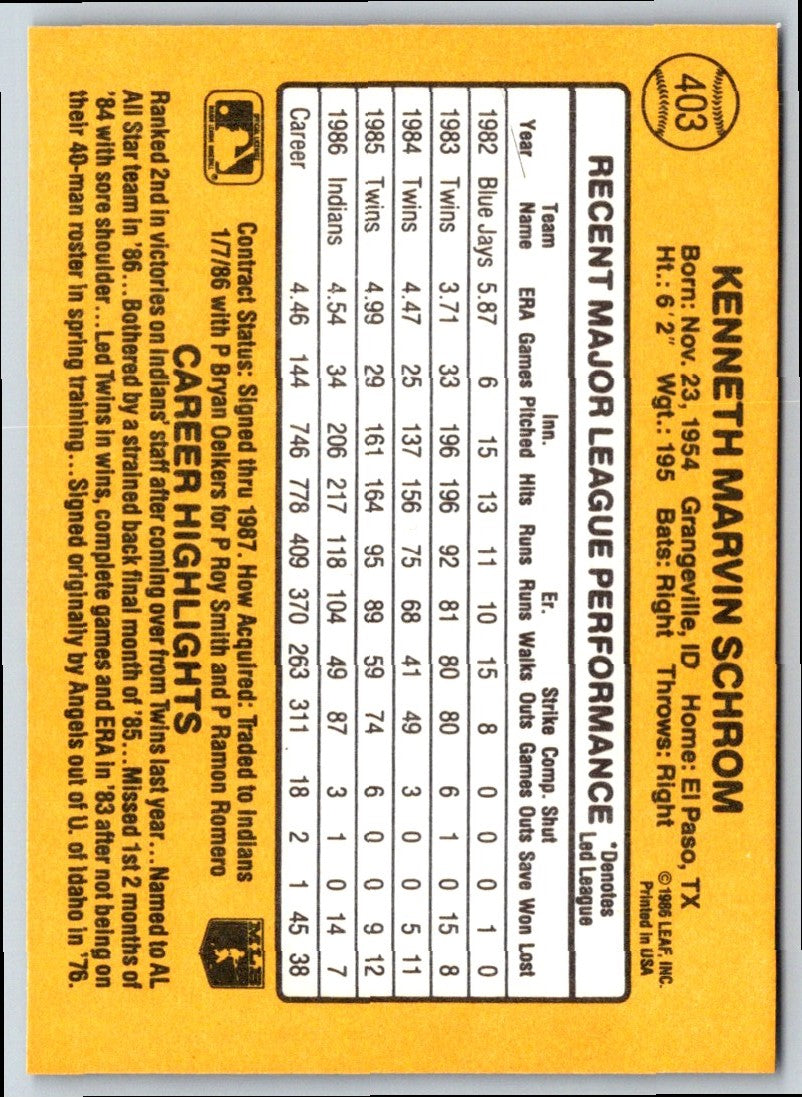 403
KENNETH MARVIN SCHROM
Born: Nov. 23, 1954 Grangeville, ID Home: El Paso, TX
Ht.: 6'2" Wgt.: 195 Bats: Right Throws: Right
©1986 LEAF, INC.
Printed in USA
RECENT MAJOR LEAGUE PERFORMANCE *Denotes
Led League
Team Inn. Er. Strike Comp. Shut
Year Name ERA Games Pitched Hits Runs Runs Walks Outs Games Outs Save Won Lost
1982 Blue Jays 5.87 6 15 13 11 10 15 8 0 0 0 1 0
1983 Twins 3.71 33 196 196 92 81 80 80 6 1 0 15 8
1984 Twins 4.47 25 137 156 75 68 41 49 3 0 0 5 11
1985 Twins 4.99 29 161 164 95 89 59 74 6 0 0 9 12
1986 Indians 4.54 34 206 217 118 104 49 87 3 1 0 14 7
Career 4.46 144 746 778 409 370 263 311 18 2 1 45 38
Contract Status: Signed thru 1987. How Acquired: Traded to Indians
1/7/86 with P Bryan Oelkers for P Roy Smith and P Ramon Romero
MLB
CAREER HIGHLIGHTS
Ranked 2nd in victories on Indians' staff after coming over from Twins last year...Named to AL
All Star team in '86...Bothered by a strained back final month of '85...Missed 1st 2 months of
'84 with sore shoulder...Led Twins in wins, complete games and ERA in '83 after not being on
their 40-man roster in spring training...Signed originally by Angels out of U. of Idaho in '76.